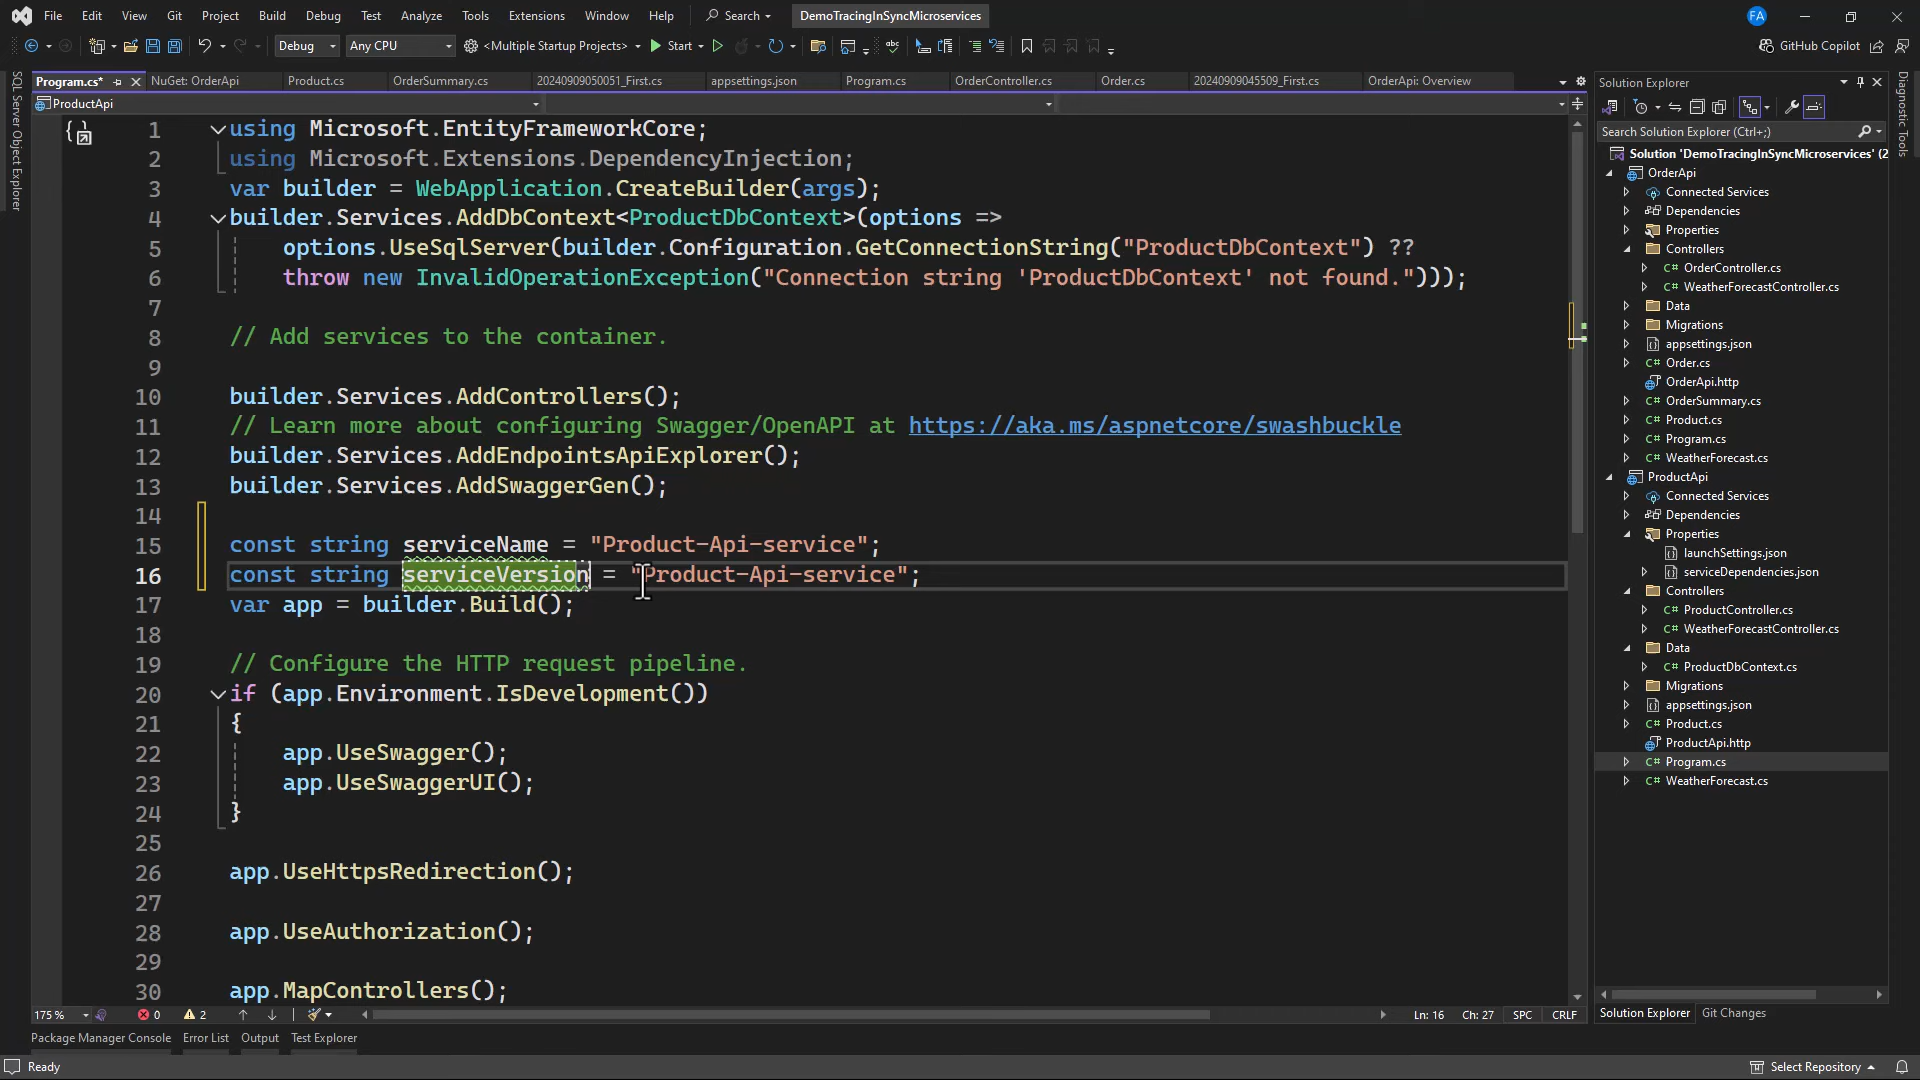 File Edit View Git Project Build Debug Test Analyze Tools Extensions Window Help Search DemoTracingInSyncMicroservices FA
Debug Any CPU <Multiple Startup Projects> Start GitHub Copilot
Program.cs* NuGet: OrderApi Product.cs OrderSummary.cs 20240909050051_First.cs appsettings.json Program.cs OrderController.cs Order.cs 20240909045509_First.cs OrderApi: Overview
ProductApi
SQL Server Object Explorer
1 using Microsoft.EntityFrameworkCore;
2 using Microsoft.Extensions.DependencyInjection;
3 var builder = WebApplication.CreateBuilder(args);
4 builder.Services.AddDbContext<ProductDbContext>(options =>
5 options.UseSqlServer(builder.Configuration.GetConnectionString("ProductDbContext") ??
6 throw new InvalidOperationException("Connection string 'ProductDbContext' not found.")));
7
8 // Add services to the container.
9
10 builder.Services.AddControllers();
11 // Learn more about configuring Swagger/OpenAPI at https://aka.ms/aspnetcore/swashbuckle
12 builder.Services.AddEndpointsApiExplorer();
13 builder.Services.AddSwaggerGen();
14
15 const string serviceName = "Product-Api-service";
16 const string serviceVersion = "Product-Api-service";
17 var app = builder.Build();
18
19 // Configure the HTTP request pipeline.
20 if (app.Environment.IsDevelopment())
21 {
22 app.UseSwagger();
23 app.UseSwaggerUI();
24 }
25
26 app.UseHttpsRedirection();
27
28 app.UseAuthorization();
29
30 app.MapControllers();
175 % 0 2 Ln: 16 Ch: 27 SPC CRLF
Package Manager Console Error List Output Test Explorer
Ready
Solution Explorer
Search Solution Explorer (Ctrl+;)
Solution 'DemoTracingInSyncMicroservices' (2
OrderApi
Connected Services
Dependencies
Properties
Controllers
C# OrderController.cs
C# WeatherForecastController.cs
Data
Migrations
appsettings.json
C# Order.cs
OrderApi.http
C# OrderSummary.cs
C# Product.cs
C# Program.cs
C# WeatherForecast.cs
ProductApi
Connected Services
Dependencies
Properties
launchSettings.json
serviceDependencies.json
Controllers
C# ProductController.cs
C# WeatherForecastController.cs
Data
C# ProductDbContext.cs
Migrations
appsettings.json
C# Product.cs
ProductApi.http
C# Program.cs
C# WeatherForecast.cs
Solution Explorer Git Changes
Select Repository
Diagnostic Tools